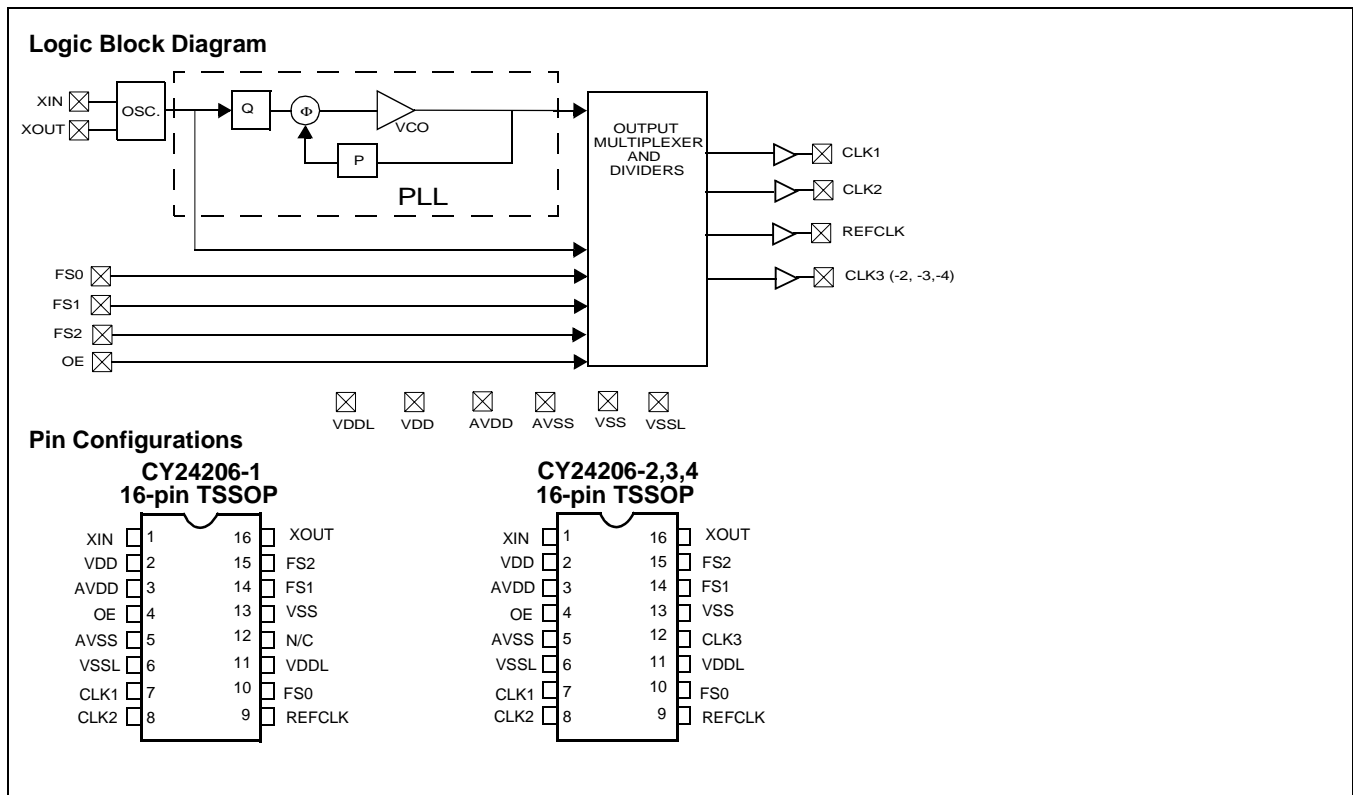 Logic Block Diagram
XIN
XOUT
OSC.
Q
Φ
VCO
P
PLL
OUTPUT
MULTIPLEXER
AND
DIVIDERS
CLK1
CLK2
REFCLK
CLK3 (-2, -3,-4)
FS0
FS1
FS2
OE
VDDL VDD AVDD AVSS VSS VSSL
Pin Configurations
CY24206-1
16-pin TSSOP
XIN 1 16 XOUT
VDD 2 15 FS2
AVDD 3 14 FS1
OE 4 13 VSS
AVSS 5 12 N/C
VSSL 6 11 VDDL
CLK1 7 10 FS0
CLK2 8 9 REFCLK
CY24206-2,3,4
16-pin TSSOP
XIN 1 16 XOUT
VDD 2 15 FS2
AVDD 3 14 FS1
OE 4 13 VSS
AVSS 5 12 CLK3
VSSL 6 11 VDDL
CLK1 7 10 FS0
CLK2 8 9 REFCLK